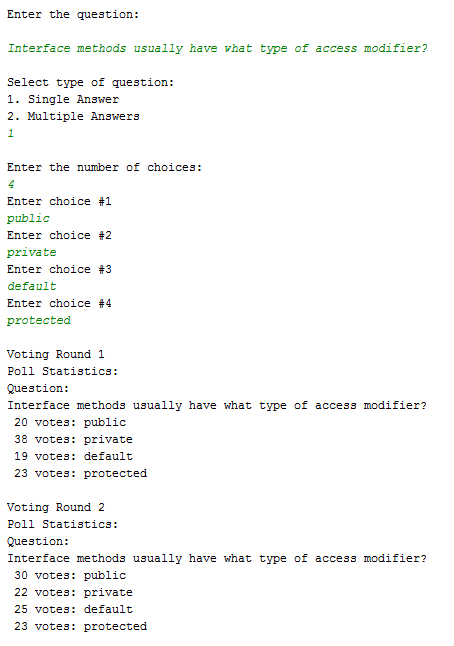 Enter the question:
Interface methods usually have what type of access modifier?
Select type of question:
1. Single Answer
2. Multiple Answers
1
Enter the number of choices:
4
Enter choice #1
public
Enter choice #2
private
Enter choice #3
default
Enter choice #4
protected
Voting Round 1
Poll Statistics:
Question:
Interface methods usually have what type of access modifier?
20 votes: public
38 votes: private
19 votes: default
23 votes: protected
Voting Round 2
Poll Statistics:
Question:
Interface methods usually have what type of access modifier?
30 votes: public
22 votes: private
25 votes: default
23 votes: protected